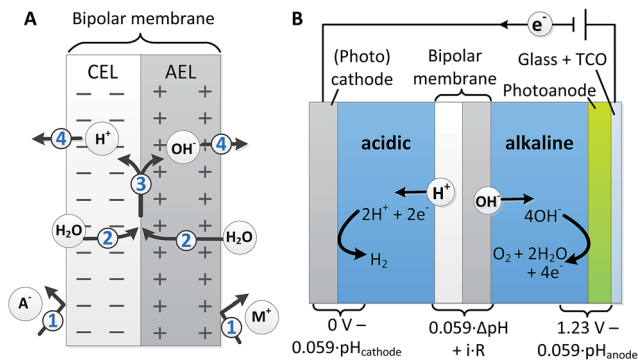 A
Bipolar membrane
CEL
AEL
4
H⁺
OH⁻
4
3
H₂O
2
2
H₂O
A⁻
1
1
M⁺
B
e⁻
(Photo)
cathode
Bipolar
membrane
Glass + TCO
Photoanode
acidic
alkaline
H⁺
OH⁻
2H⁺ + 2e⁻
H₂
4OH⁻
O₂ + 2H₂O
+ 4e⁻
0 V –
0.059·pHcathode
0.059·ΔpH
+ i·R
1.23 V –
0.059·pHanode